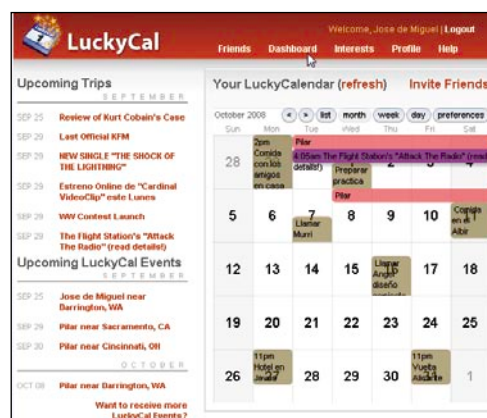 LuckyCal
Welcome, Jose de Miguel | Logout
Friends Dashboard Interests Profile Help
Upcoming Trips
SEPTEMBER
SEP 25 Review of Kurt Cobain's Case
SEP 29 Last Official KFM
SEP 29 NEW SINGLE "THE SHOCK OF
THE LIGHTNING"
SEP 29 Estreno Online de "Cardinal
VideoClip" este Lunes
SEP 29 WW Contest Launch
SEP 29 The Flight Station's "Attack
The Radio" (read details!)
Upcoming LuckyCal Events
SEPTEMBER
SEP 25 Jose de Miguel near
Barrington, WA
SEP 29 Pilar near Sacramento, CA
SEP 30 Pilar near Cincinnati, OH
OCTOBER
OCT 08 Pilar near Barrington, WA
Want to receive more
LuckyCal Events?
Your LuckyCalendar (refresh) Invite Friends
October 2008 < > list month week day preferences
Sun Mon Tue Wed Thu Fri Sat
28
2pm
Comida
con los
amigos
en casa
Pilar
4:05am The Flight Station's "Attack The Radio" (read
details!)
Preparar
practica
Pilar
5 6 7 8 9 10
Llamar
Murri
Comida
en el
Albir
12 13 14 15 16 17 18
Llamar
Angel
diseño
19 20 21 22 23 24 25
26 27 28 29 30 31 1
11pm
Hotel en
11pm
Vuelta
Alicante